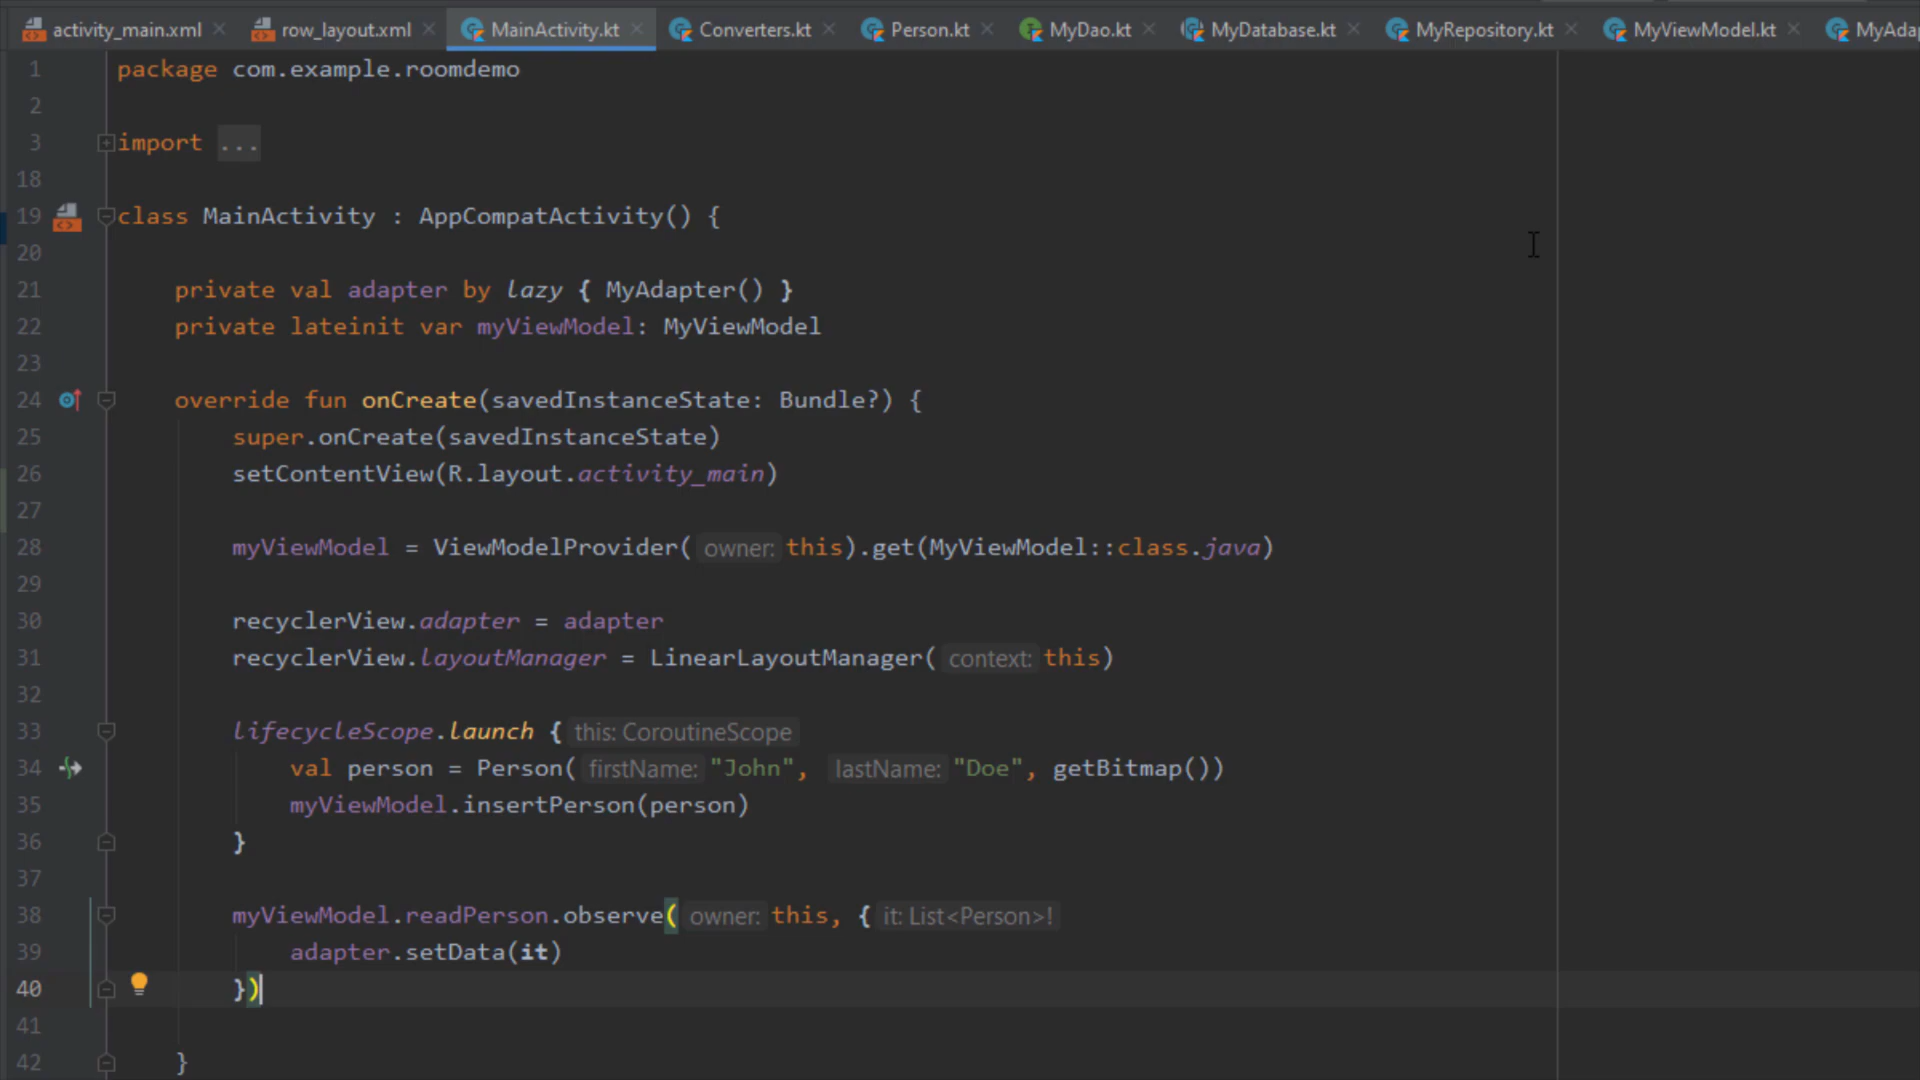 activity_main.xml row_layout.xml MainActivity.kt Converters.kt Person.kt MyDao.kt MyDatabase.kt MyRepository.kt MyViewModel.kt
1 package com.example.roomdemo
2
3 import ...
18
19 class MainActivity : AppCompatActivity() {
20
21 private val adapter by lazy { MyAdapter() }
22 private lateinit var myViewModel: MyViewModel
23
24 override fun onCreate(savedInstanceState: Bundle?) {
25 super.onCreate(savedInstanceState)
26 setContentView(R.layout.activity_main)
27
28 myViewModel = ViewModelProvider( owner: this).get(MyViewModel::class.java)
29
30 recyclerView.adapter = adapter
31 recyclerView.layoutManager = LinearLayoutManager( context: this)
32
33 lifecycleScope.launch { this: CoroutineScope
34 val person = Person( firstName: "John", lastName: "Doe", getBitmap())
35 myViewModel.insertPerson(person)
36 }
37
38 myViewModel.readPerson.observe( owner: this, { it: List<Person>!
39 adapter.setData(it)
40 })
41
42 }